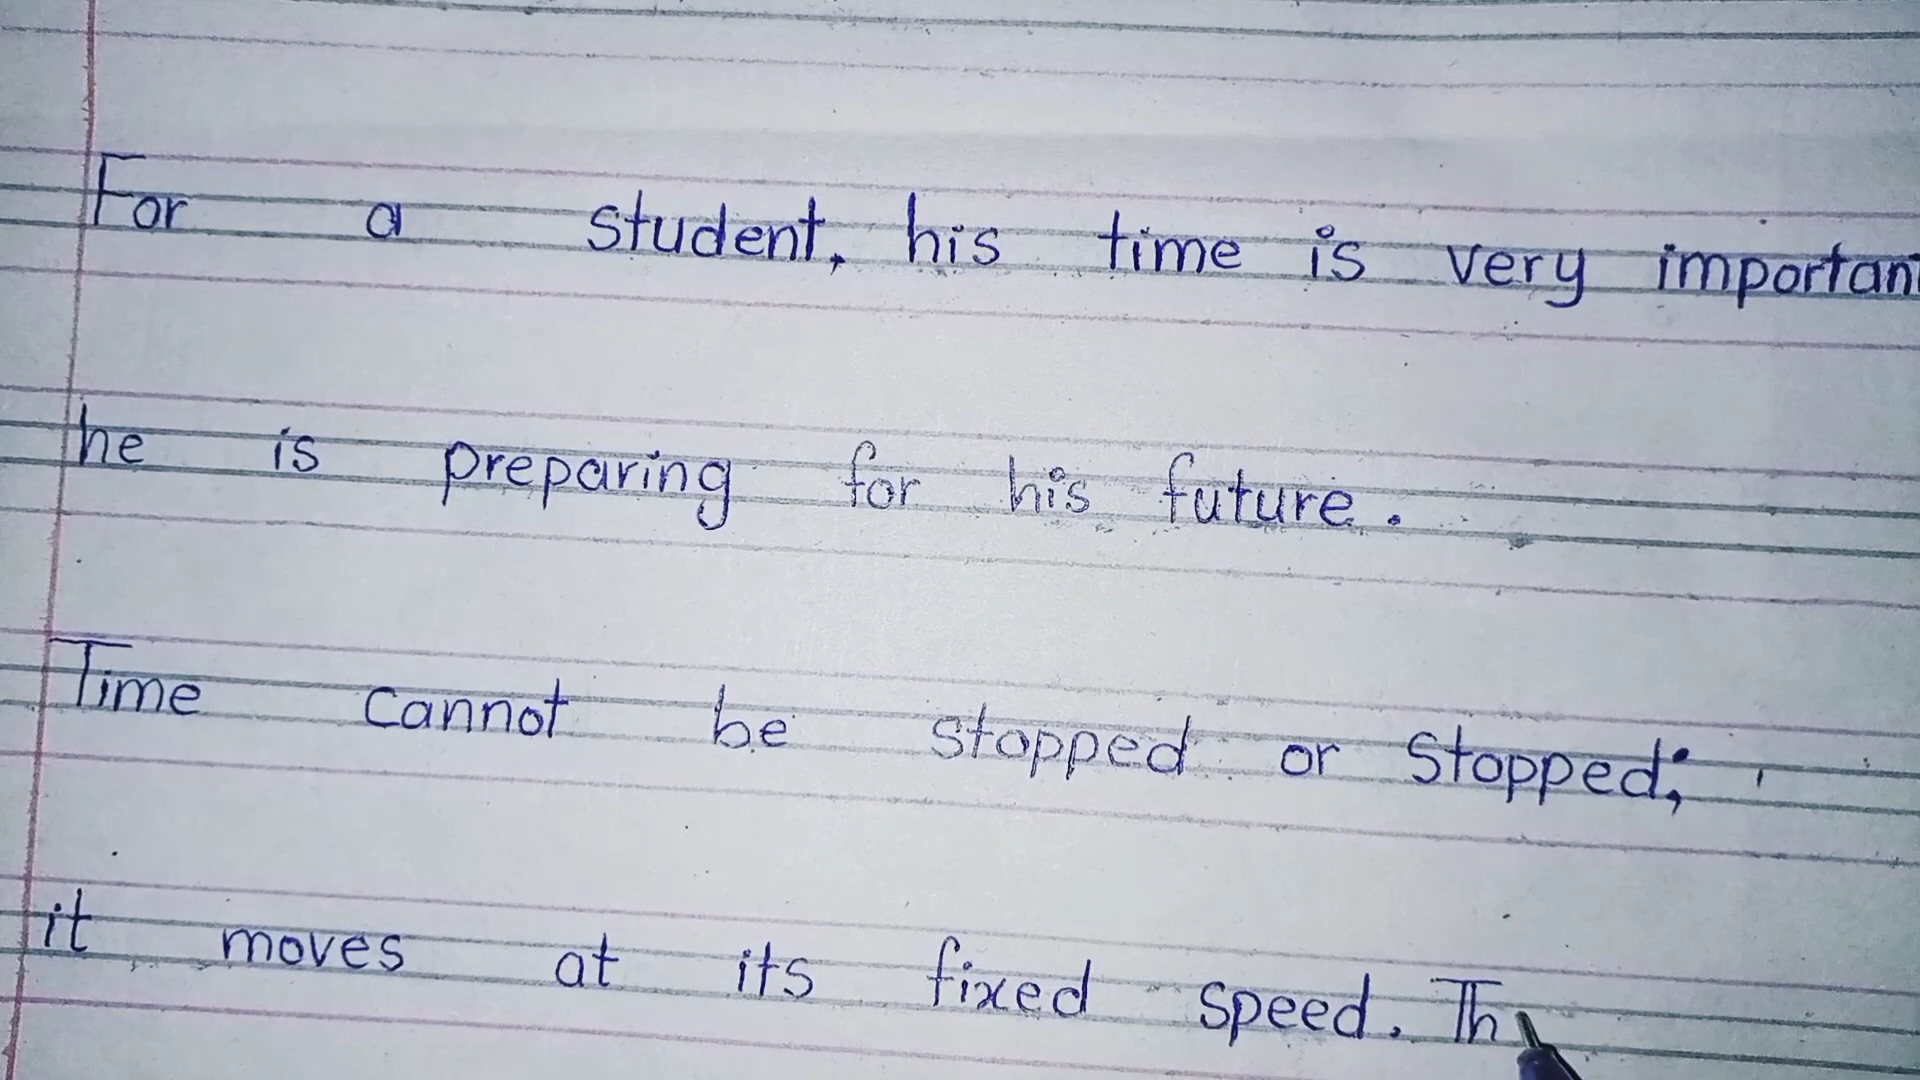 For a student, his time is very important
he is preparing for his future.
Time cannot be stopped or Stopped;
it moves at its fixed speed. Th